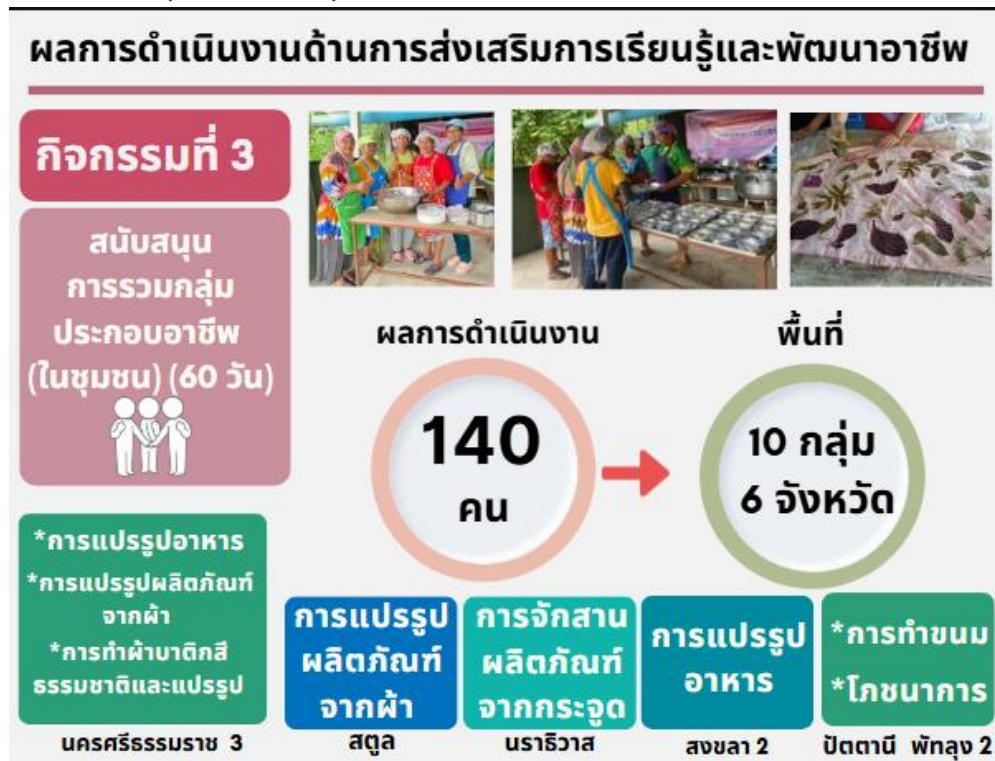 ผลการดำเนินงานด้านการส่งเสริมการเรียนรู้และพัฒนาอาชีพ
กิจกรรมที่ 3
สนับสนุน
การรวมกลุ่ม
ประกอบอาชีพ
(ในชุมชน) (60 วัน)
ผลการดำเนินงาน
140
คน
พื้นที่
10 กลุ่ม
6 จังหวัด
*การแปรรูปอาหาร
*การแปรรูปผลิตภัณฑ์
จากผ้า
*การทำผ้าบาติกสี
ธรรมชาติและแปรรูป
นครศรีธรรมราช 3
การแปรรูป
ผลิตภัณฑ์
จากผ้า
สตูล
การจักสาน
ผลิตภัณฑ์
จากกระจูด
นราธิวาส
การแปรรูป
อาหาร
สงขลา 2
*การทำขนม
*โภชนาการ
ปัตตานี พัทลุง 2